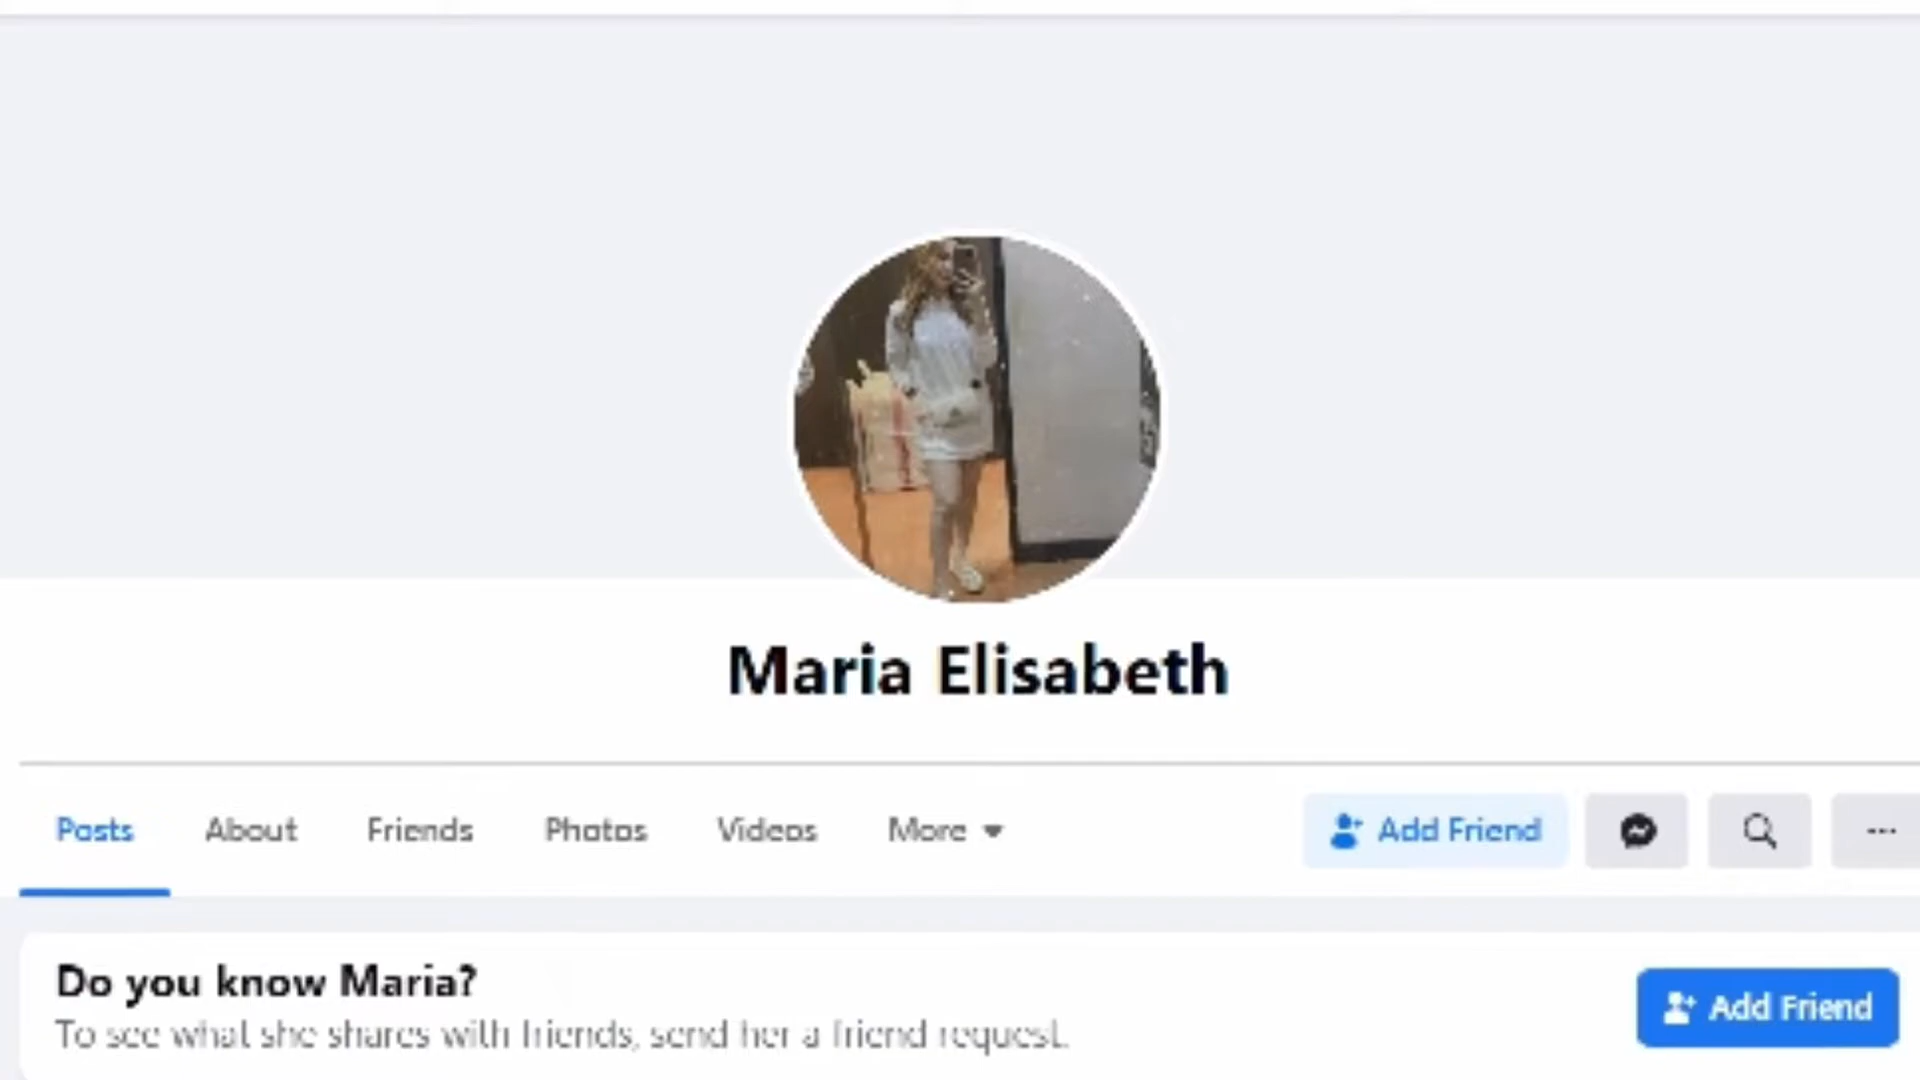 Maria Elisabeth
Posts About Friends Photos Videos More Add Friend
Do you know Maria?
Add Friend
To see what she shares with friends, send her a friend request.